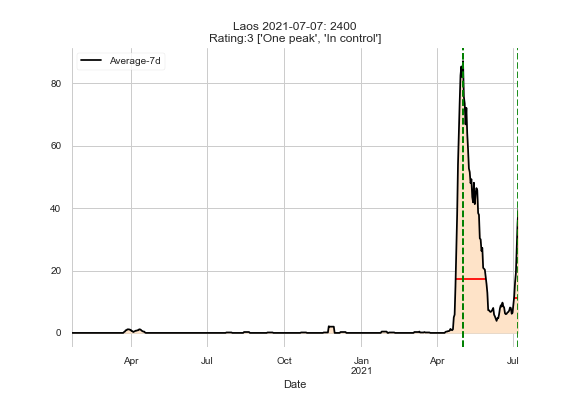 Laos 2021-07-07: 2400
Rating:3 ['One peak', 'In control']
Average-7d
80
60
40
20
0
Apr
Jul
Oct
Jan
2021
Apr
Jul
Date